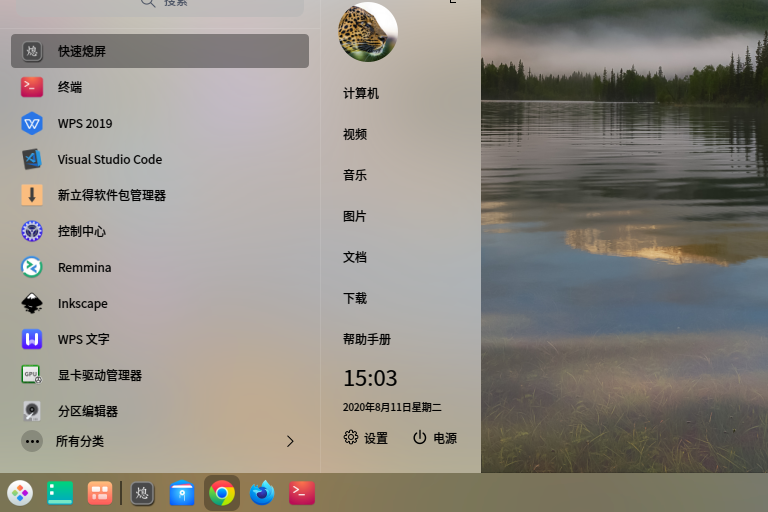 搜索
快速熄屏
终端
WPS 2019
Visual Studio Code
新立得软件包管理器
控制中心
Remmina
Inkscape
WPS 文字
GPU
显卡驱动管理器
分区编辑器
所有分类
计算机
视频
音乐
图片
文档
下载
帮助手册
15:03
2020年8月11日星期二
设置
电源
熄
熄